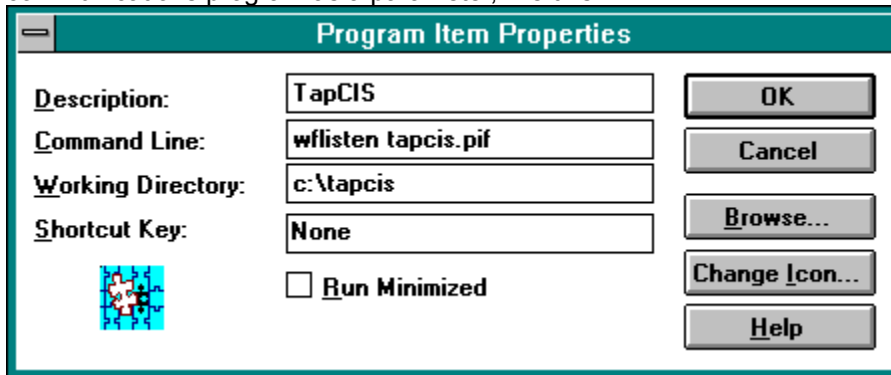 Program Item Properties
Description: TapCIS
Command Line: wflisten tapcis.pif
Working Directory: c:\tapcis
Shortcut Key: None
Run Minimized
OK
Cancel
Browse...
Change Icon...
Help